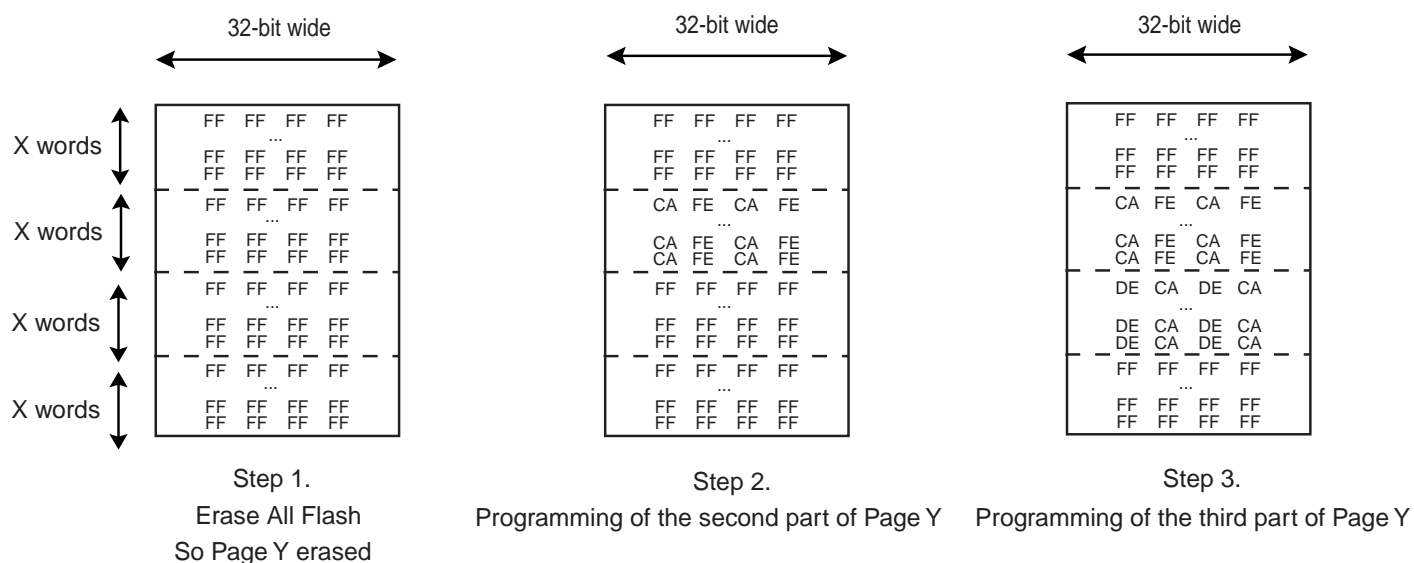 32-bit wide
X words
FF FF FF FF
...
FF FF FF FF
FF FF FF FF
X words
FF FF FF FF
...
FF FF FF FF
FF FF FF FF
X words
FF FF FF FF
...
FF FF FF FF
FF FF FF FF
X words
FF FF FF FF
...
FF FF FF FF
FF FF FF FF
Step 1.
Erase All Flash
So Page Y erased
32-bit wide
FF FF FF FF
...
FF FF FF FF
FF FF FF FF
CA FE CA FE
...
CA FE CA FE
CA FE CA FE
FF FF FF FF
...
FF FF FF FF
FF FF FF FF
FF FF FF FF
...
FF FF FF FF
FF FF FF FF
Step 2.
Programming of the second part of Page Y
32-bit wide
FF FF FF FF
...
FF FF FF FF
FF FF FF FF
CA FE CA FE
...
CA FE CA FE
CA FE CA FE
DE CA DE CA
...
DE CA DE CA
DE CA DE CA
FF FF FF FF
...
FF FF FF FF
FF FF FF FF
Step 3.
Programming of the third part of Page Y